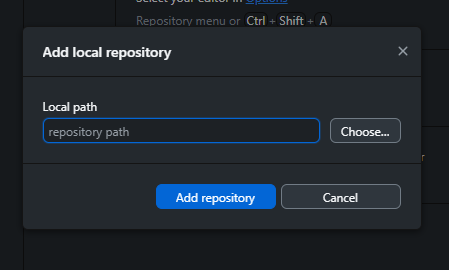 Select your editor in Options
Repository menu or Ctrl + Shift + A
Add local repository
Local path
repository path
Choose...
Add repository
Cancel